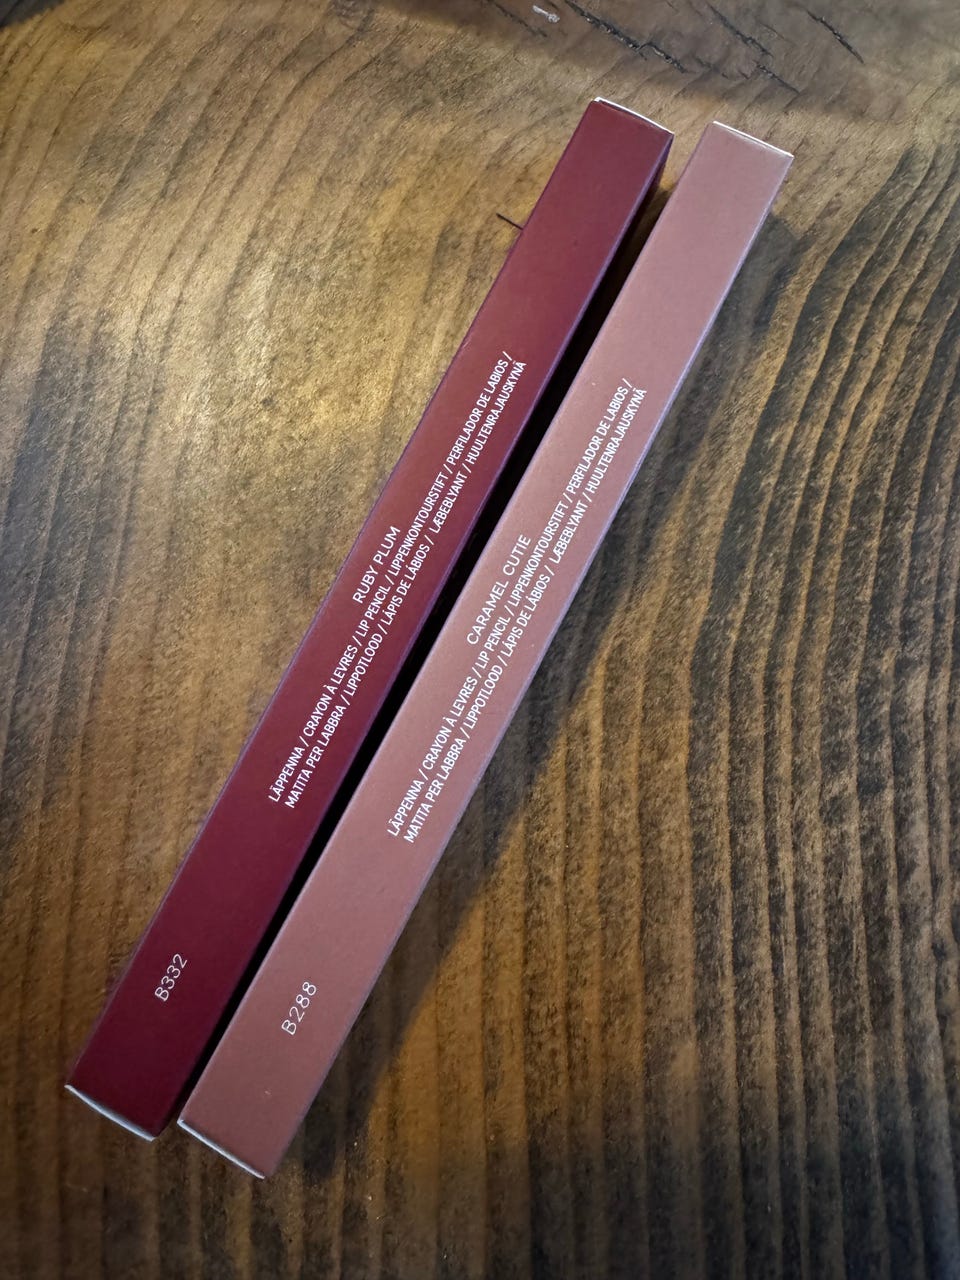 RUBY PLUM
LÄPPENNA / CRAYON À LEVRES / LIP PENCIL / LIPPENKONTOURSTIFT / PERFILADOR DE LABIOS /
MATITA PER LABBRA / LIPPOTLOOD / LÁPIS DE LÁBIOS / LÆBEBLYANT / HUULTENRAJAUSKYNÄ
B332
CARAMEL CUTIE
LÄPPENNA / CRAYON À LEVRES / LIP PENCIL / LIPPENKONTOURSTIFT / PERFILADOR DE LABIOS /
MATITA PER LABBRA / LIPPOTLOOD / LÁPIS DE LÁBIOS / LÆBEBLYANT / HUULTENRAJAUSKYNÄ
B288